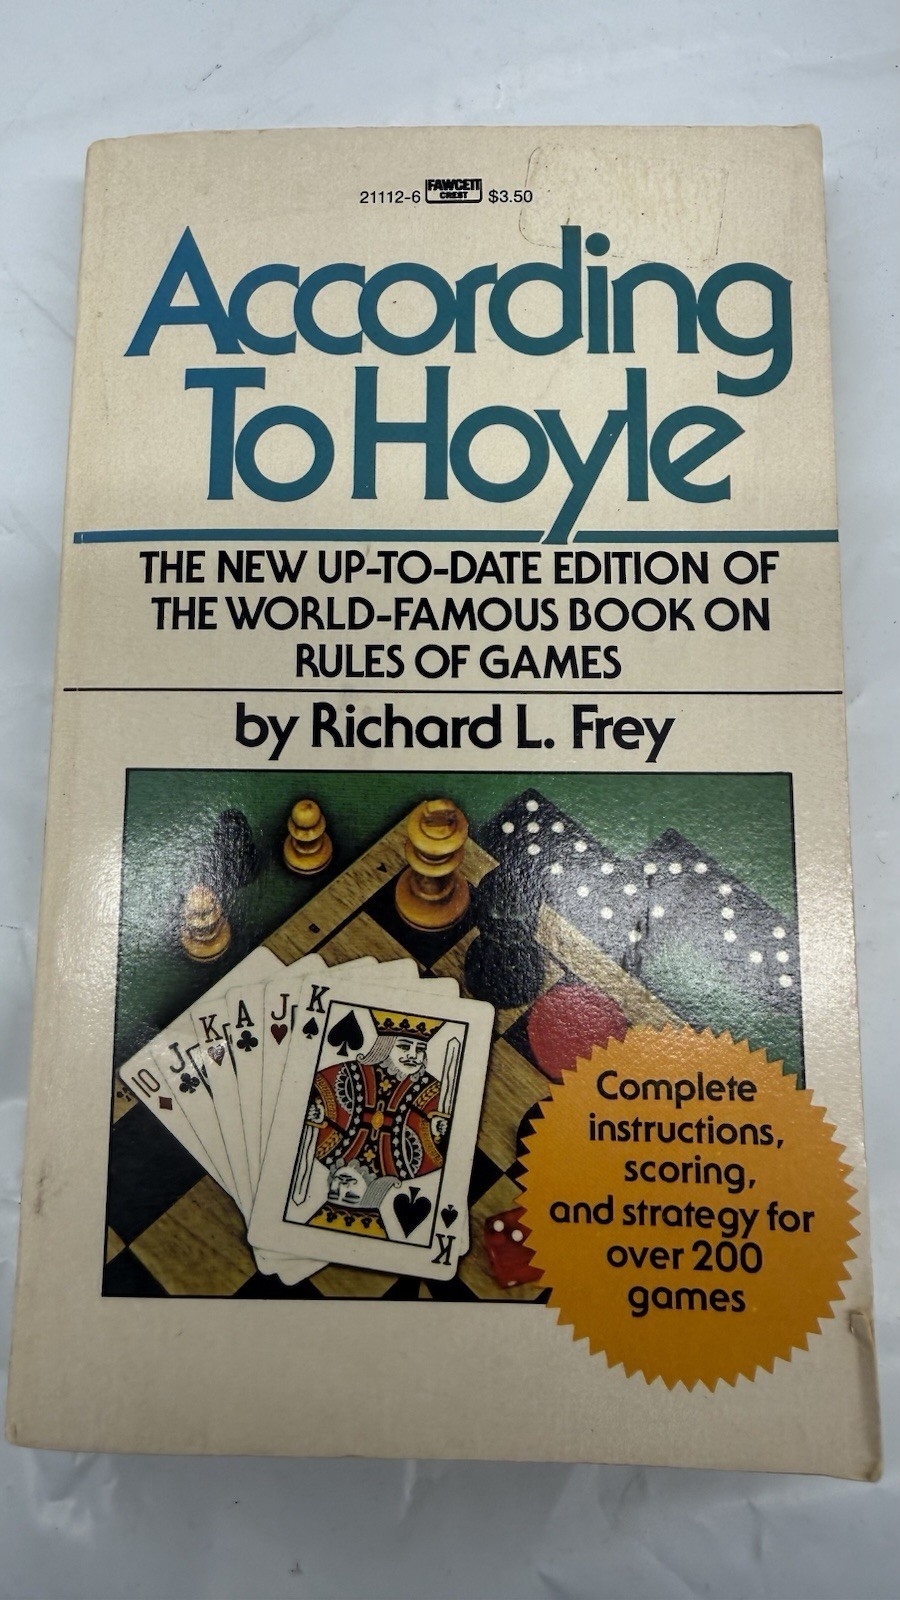 21112-6 FAWCETT CREST $3.50
According
To Hoyle
THE NEW UP-TO-DATE EDITION OF
THE WORLD-FAMOUS BOOK ON
RULES OF GAMES
by Richard L. Frey
10 J K A J K
K
Complete
instructions,
scoring,
and strategy for
over 200
games